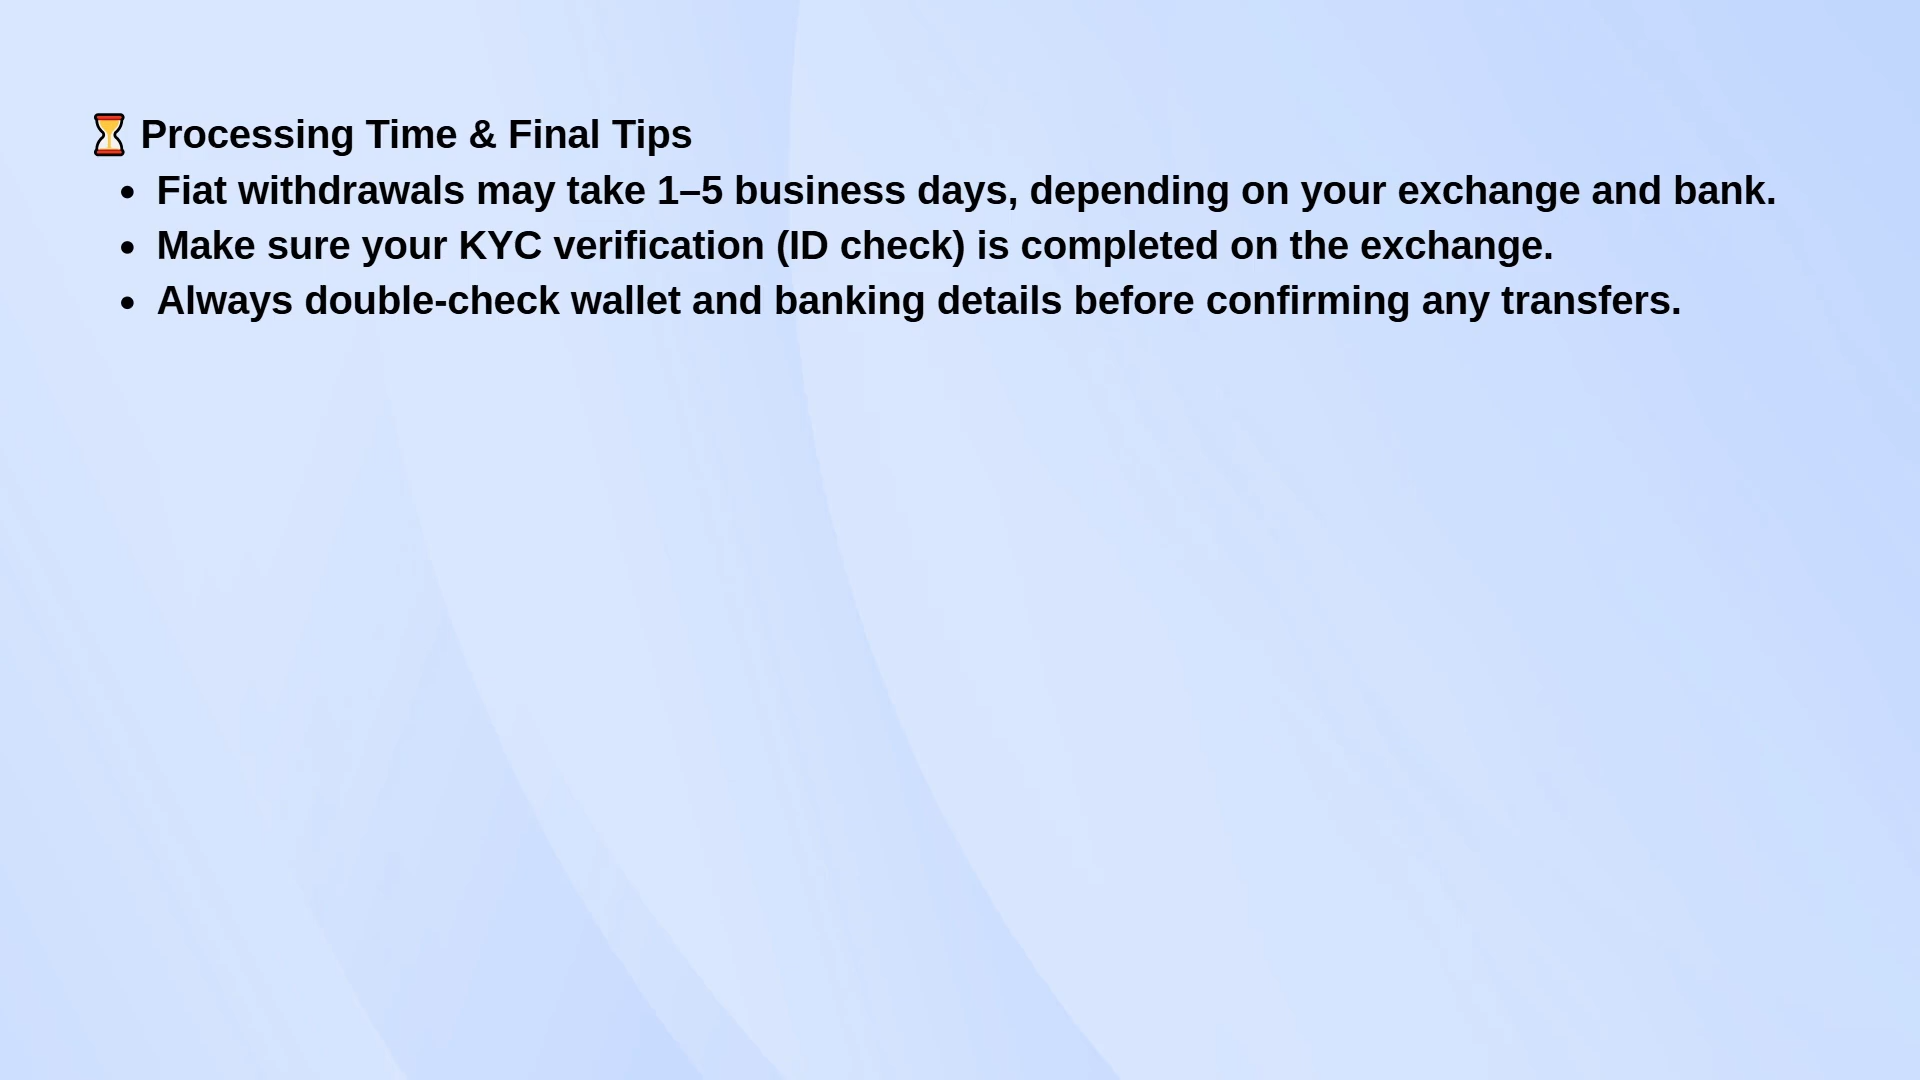 ⏳ Processing Time & Final Tips
• Fiat withdrawals may take 1–5 business days, depending on your exchange and bank.
• Make sure your KYC verification (ID check) is completed on the exchange.
• Always double-check wallet and banking details before confirming any transfers.